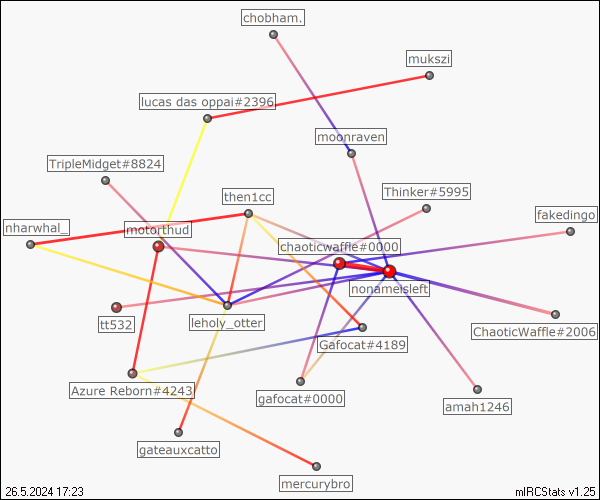 chobham.
mukszi
lucas das oppai#2396
moonraven
TripleMidget#8824
Thinker#5995
then1cc
fakedingo
nharwhal_
motorthud
chaoticwaffle#0000
nonameisleft
tt532
leholy_otter
ChaoticWaffle#2006
Gafocat#4189
Azure Reborn#4243
gafocat#0000
amah1246
gateauxcatto
mercurybro
26.5.2024 17:23
mIRCStats v1.25